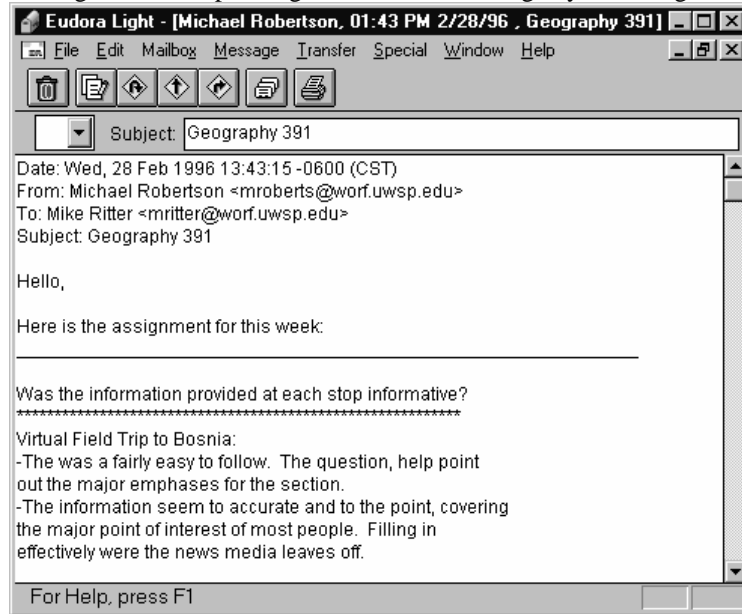 Eudora Light - [Michael Robertson, 01:43 PM 2/28/96 , Geography 391]
File Edit Mailbox Message Transfer Special Window Help
Subject: Geography 391
Date: Wed, 28 Feb 1996 13:43:15 -0600 (CST)
From: Michael Robertson <mroberts@worf.uwsp.edu>
To: Mike Ritter <mritter@worf.uwsp.edu>
Subject: Geography 391
Hello,
Here is the assignment for this week:
Was the information provided at each stop informative?
***************************************************************
Virtual Field Trip to Bosnia:
-The was a fairly easy to follow. The question, help point
out the major emphases for the section.
-The information seem to accurate and to the point, covering
the major point of interest of most people. Filling in
effectively were the news media leaves off.
For Help, press F1